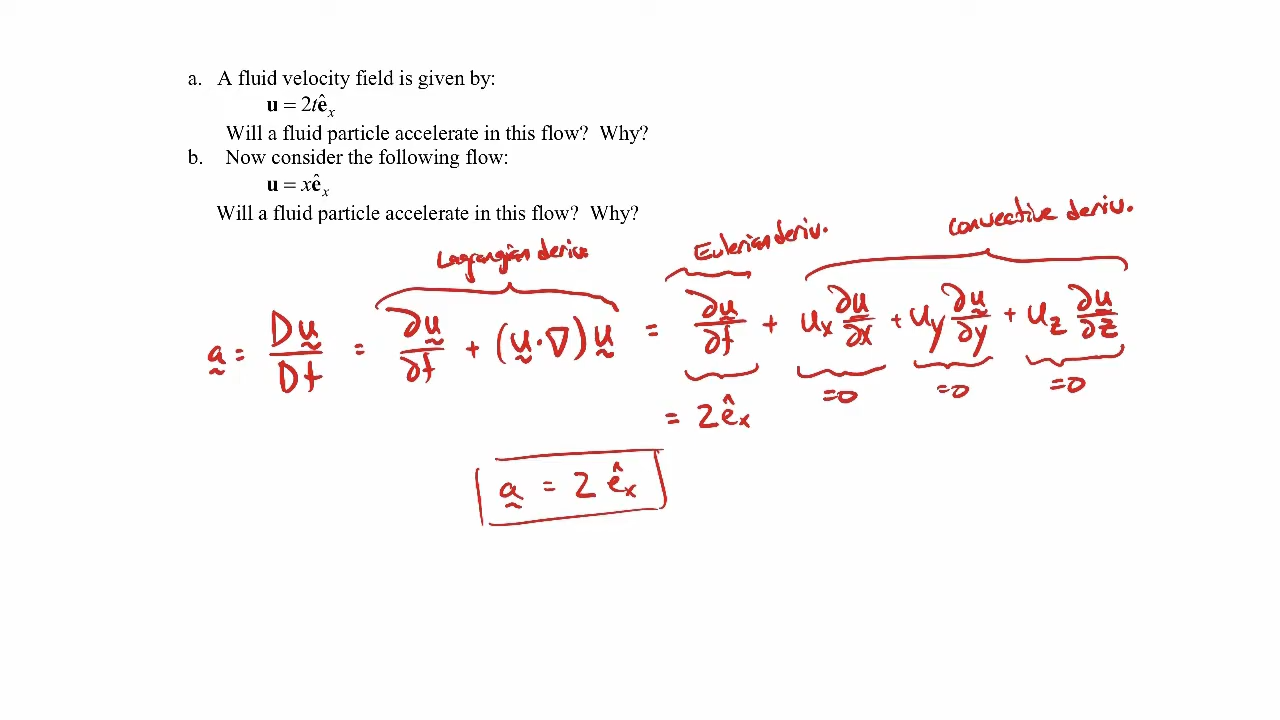 a. A fluid velocity field is given by:
u = 2tê_x
Will a fluid particle accelerate in this flow? Why?
b. Now consider the following flow:
u = xê_x
Will a fluid particle accelerate in this flow? Why?
Lagrangian deriv Eulerian deriv. Convective deriv.
a = Du/Dt = ∂u/∂t + (u·∇)u = ∂u/∂t + u_x ∂u/∂x + u_y ∂u/∂y + u_z ∂u/∂z
= 2ê_x =0 =0 =0
a = 2ê_x